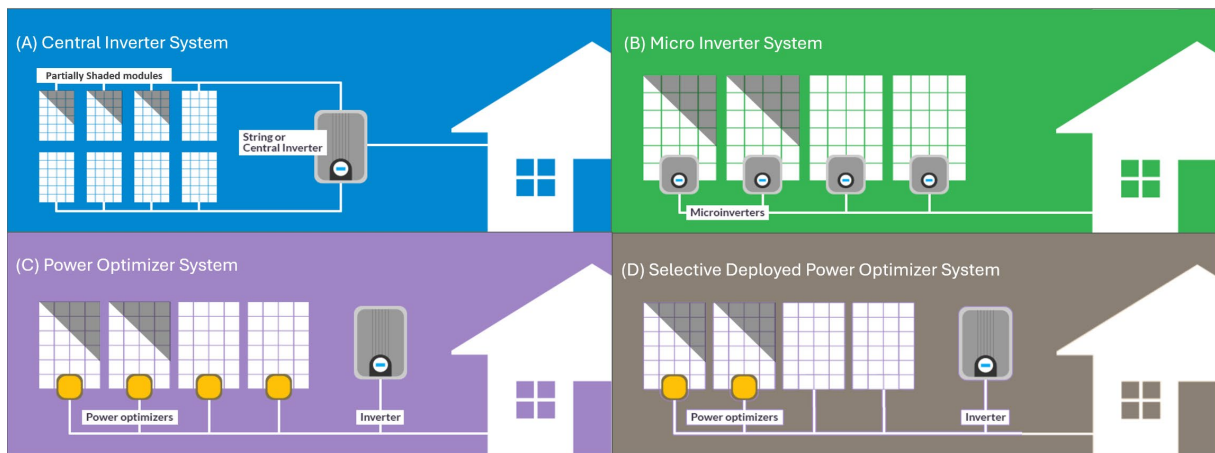 (A) Central Inverter System
Partially Shaded modules
String or
Central Inverter
(B) Micro Inverter System
Microinverters
(C) Power Optimizer System
Power optimizers
Inverter
(D) Selective Deployed Power Optimizer System
Power optimizers
Inverter